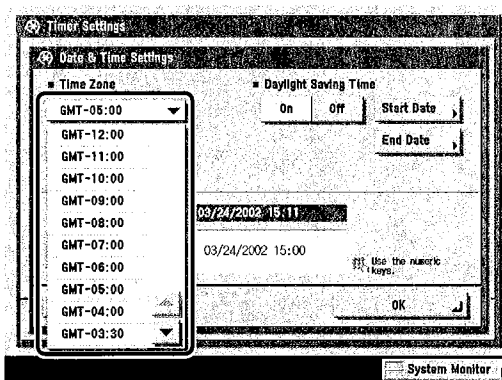 Timer Settings
Date & Time Settings
Time Zone
Daylight Saving Time
GMT-05:00
On
Off
Start Date
End Date
GMT-12:00
GMT-11:00
GMT-10:00
GMT-09:00
GMT-08:00
GMT-07:00
GMT-06:00
GMT-05:00
GMT-04:00
GMT-03:30
03/24/2002 15:11
03/24/2002 15:00
Use the numeric
keys.
OK
System Monitor